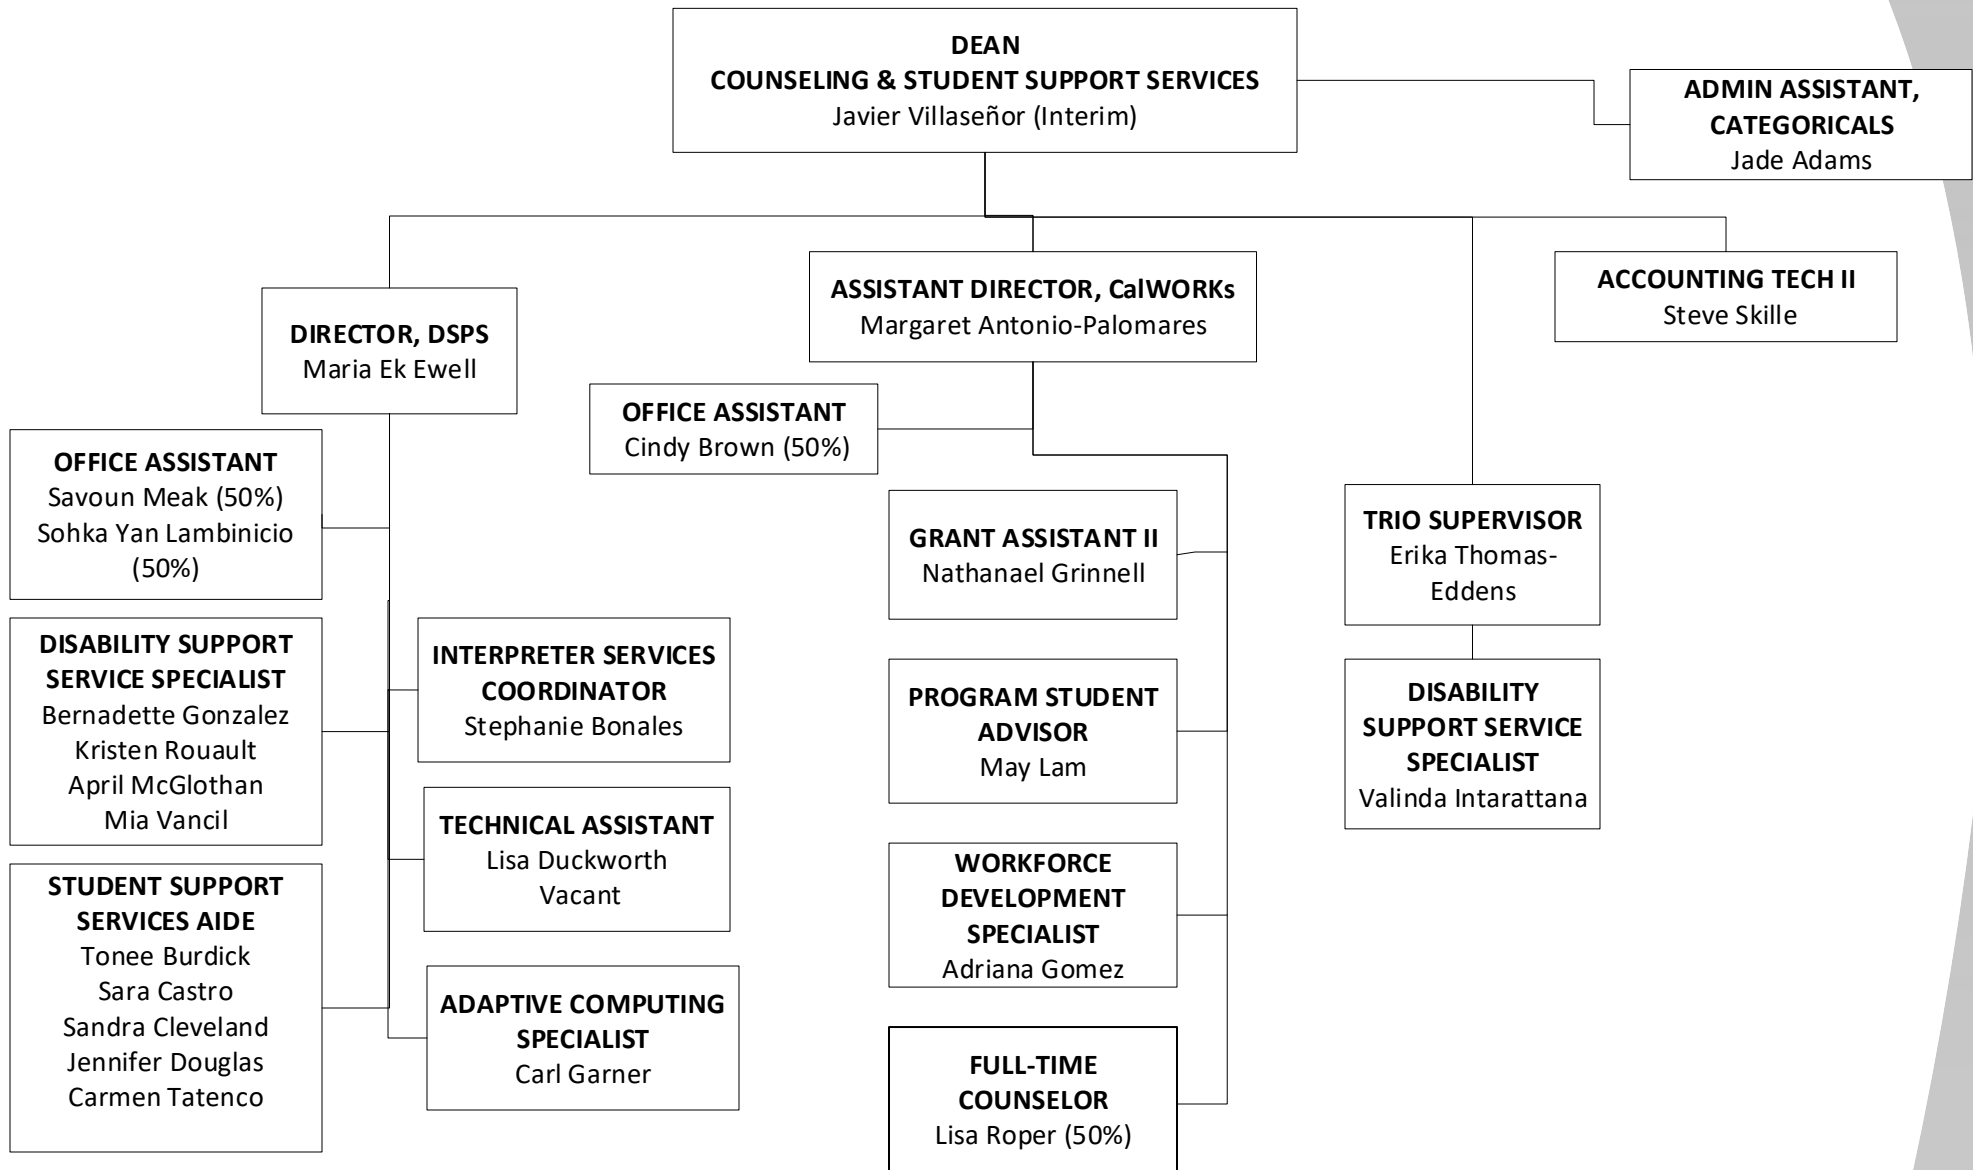 DEAN
COUNSELING & STUDENT SUPPORT SERVICES
Javier Villaseñor (Interim)
ADMIN ASSISTANT,
CATEGORICALS
Jade Adams
DIRECTOR, DSPS
Maria Ek Ewell
ASSISTANT DIRECTOR, CalWORKs
Margaret Antonio-Palomares
ACCOUNTING TECH II
Steve Skille
OFFICE ASSISTANT
Savoun Meak (50%)
Sohka Yan Lambinicio
(50%)
DISABILITY SUPPORT
SERVICE SPECIALIST
Bernadette Gonzalez
Kristen Rouault
April McGlothan
Mia Vancil
STUDENT SUPPORT
SERVICES AIDE
Tonee Burdick
Sara Castro
Sandra Cleveland
Jennifer Douglas
Carmen Tatenco
INTERPRETER SERVICES
COORDINATOR
Stephanie Bonales
TECHNICAL ASSISTANT
Lisa Duckworth
Vacant
ADAPTIVE COMPUTING
SPECIALIST
Carl Garner
OFFICE ASSISTANT
Cindy Brown (50%)
GRANT ASSISTANT II
Nathanael Grinnell
PROGRAM STUDENT
ADVISOR
May Lam
WORKFORCE
DEVELOPMENT
SPECIALIST
Adriana Gomez
FULL-TIME
COUNSELOR
Lisa Roper (50%)
TRIO SUPERVISOR
Erika Thomas-
Eddens
DISABILITY
SUPPORT SERVICE
SPECIALIST
Valinda Intarattana